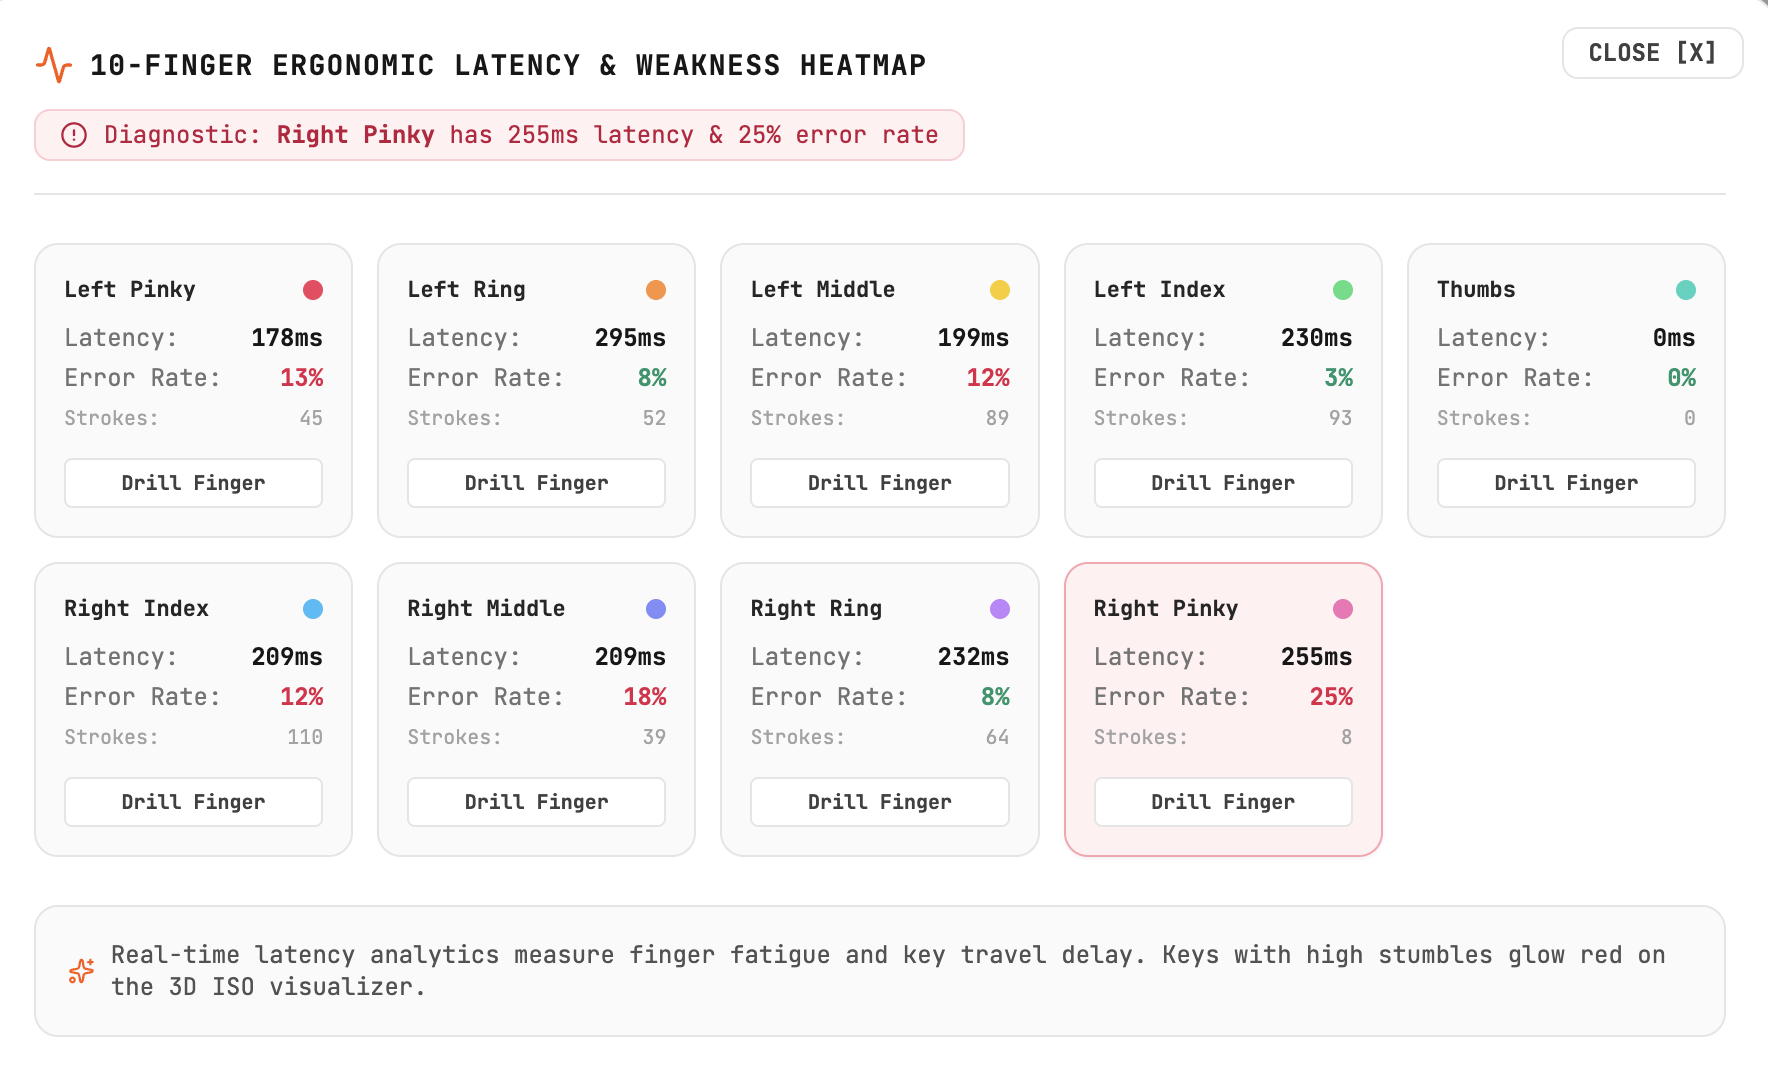 10-FINGER ERGONOMIC LATENCY & WEAKNESS HEATMAP
CLOSE [X]
Diagnostic: Right Pinky has 255ms latency & 25% error rate
Left Pinky
Latency: 178ms
Error Rate: 13%
Strokes: 45
Drill Finger
Left Ring
Latency: 295ms
Error Rate: 8%
Strokes: 52
Drill Finger
Left Middle
Latency: 199ms
Error Rate: 12%
Strokes: 89
Drill Finger
Left Index
Latency: 230ms
Error Rate: 3%
Strokes: 93
Drill Finger
Thumbs
Latency: 0ms
Error Rate: 0%
Strokes: 0
Drill Finger
Right Index
Latency: 209ms
Error Rate: 12%
Strokes: 110
Drill Finger
Right Middle
Latency: 209ms
Error Rate: 18%
Strokes: 39
Drill Finger
Right Ring
Latency: 232ms
Error Rate: 8%
Strokes: 64
Drill Finger
Right Pinky
Latency: 255ms
Error Rate: 25%
Strokes: 8
Drill Finger
Real-time latency analytics measure finger fatigue and key travel delay. Keys with high stumbles glow red on
the 3D ISO visualizer.